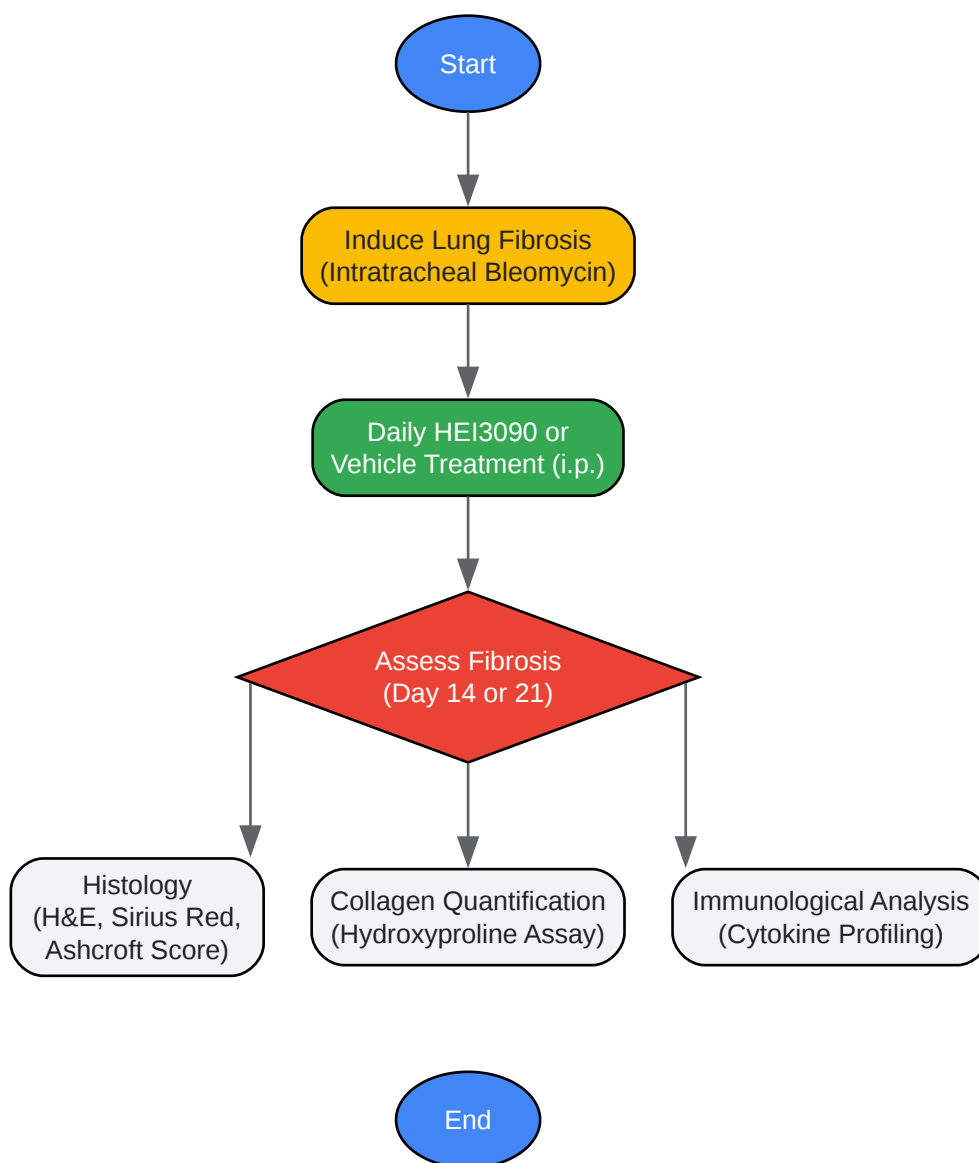 Start
Induce Lung Fibrosis
(Intratracheal Bleomycin)
Daily HEI3090 or
Vehicle Treatment (i.p.)
Assess Fibrosis
(Day 14 or 21)
Histology
(H&E, Sirius Red,
Ashcroft Score)
Collagen Quantification
(Hydroxyproline Assay)
Immunological Analysis
(Cytokine Profiling)
End